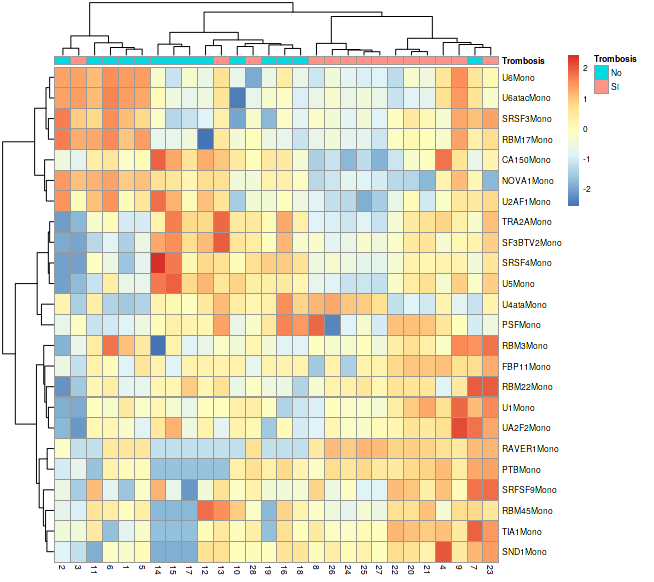 Trombosis
U6Mono
U6atacMono
SRSF3Mono
RBM17Mono
CA150Mono
NOVA1Mono
U2AF1Mono
TRA2AMono
SF3BTV2Mono
SRSF4Mono
U5Mono
U4ataMono
PSFMono
RBM3Mono
FBP11Mono
RBM22Mono
U1Mono
UA2F2Mono
RAVER1Mono
PTBMono
SRFSF9Mono
RBM45Mono
TIA1Mono
SND1Mono
2 3 11 6 1 5 14 15 17 12 13 10 28 19 16 18 8 26 24 25 27 22 20 21 4 9 7 23
2
1
0
-1
-2
Trombosis
No
SI